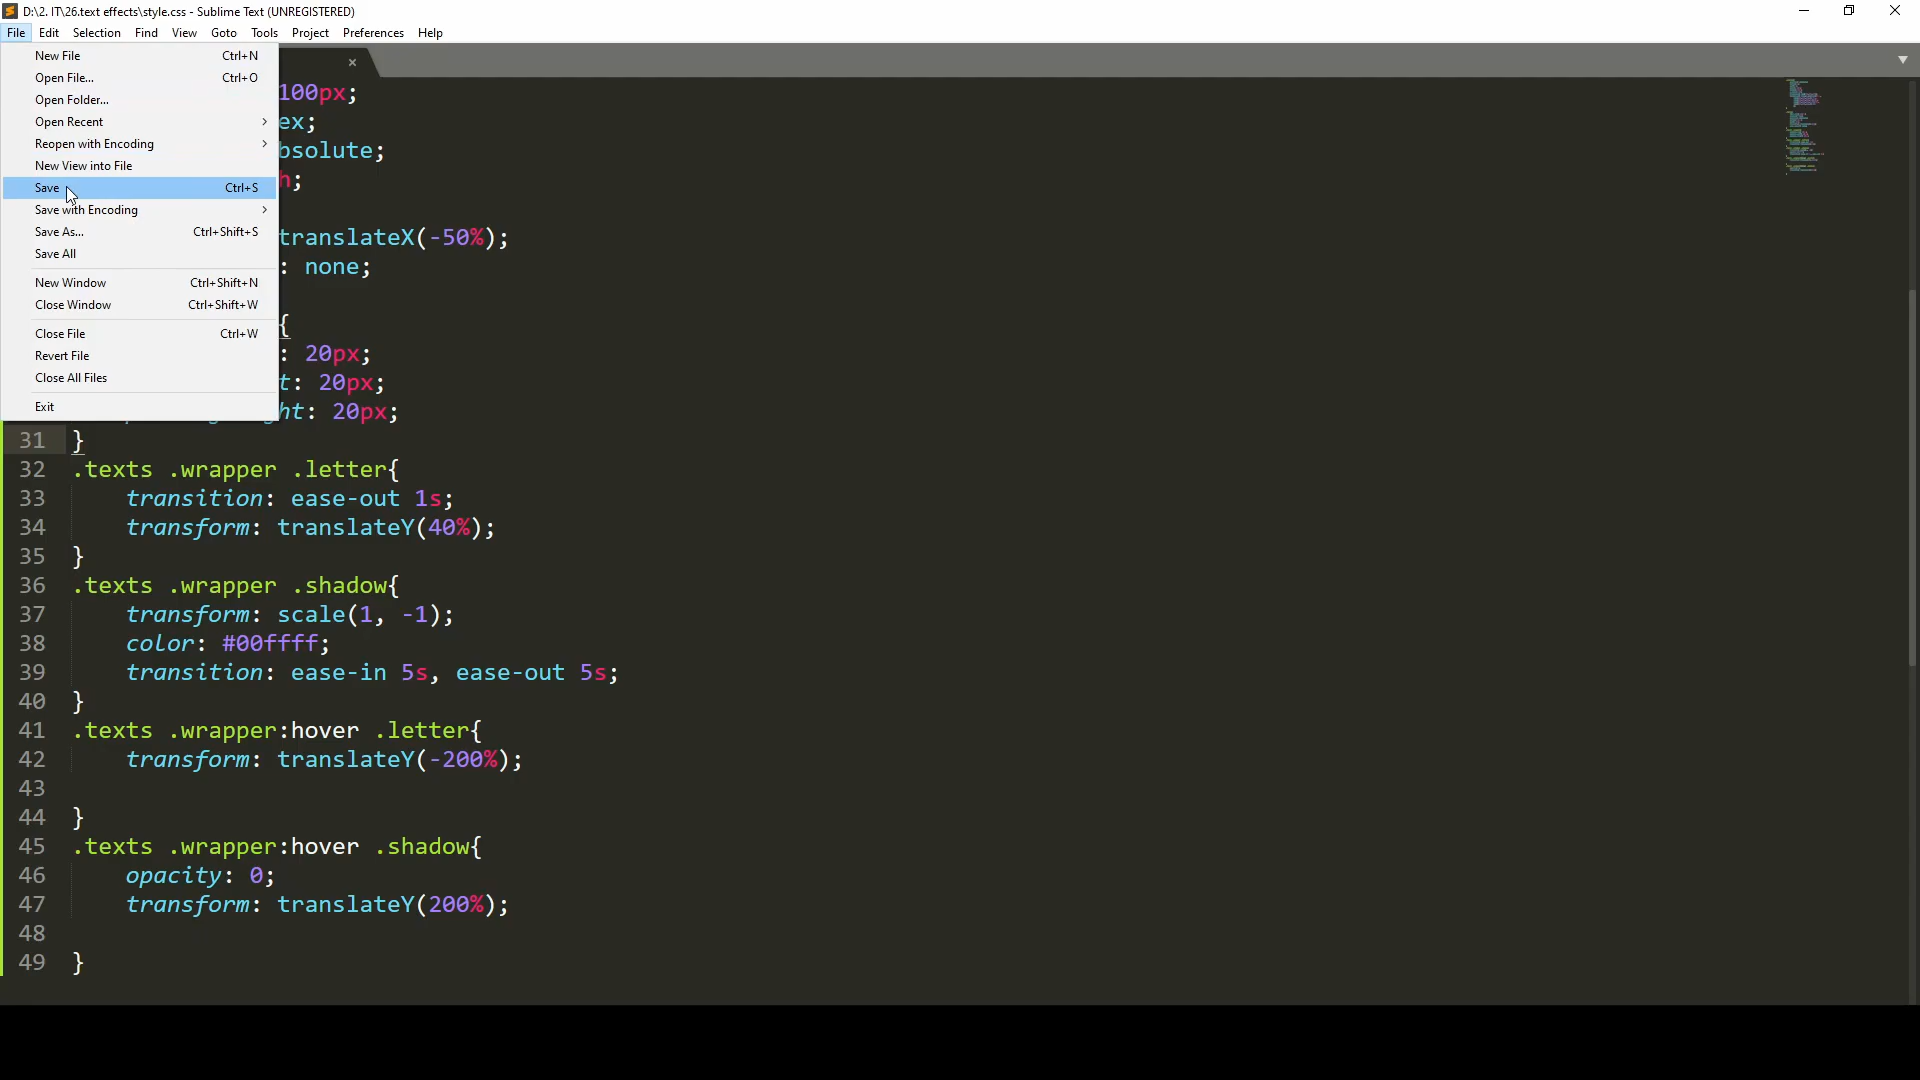 D:\2. IT\26.text effects\style.css - Sublime Text (UNREGISTERED)
File Edit Selection Find View Goto Tools Project Preferences Help
New File Ctrl+N
Open File... Ctrl+O
Open Folder...
Open Recent
Reopen with Encoding
New View into File
Save Ctrl+S
Save with Encoding
Save As... Ctrl+Shift+S
Save All
New Window Ctrl+Shift+N
Close Window Ctrl+Shift+W
Close File Ctrl+W
Revert File
Close All Files
Exit
100px;
ex;
bsolute;
h;
translateX(-50%);
: none;
{
: 20px;
t: 20px;
ht: 20px;
31 }
32 .texts .wrapper .letter{
33 transition: ease-out 1s;
34 transform: translateY(40%);
35 }
36 .texts .wrapper .shadow{
37 transform: scale(1, -1);
38 color: #00ffff;
39 transition: ease-in 5s, ease-out 5s;
40 }
41 .texts .wrapper:hover .letter{
42 transform: translateY(-200%);
43
44 }
45 .texts .wrapper:hover .shadow{
46 opacity: 0;
47 transform: translateY(200%);
48
49 }